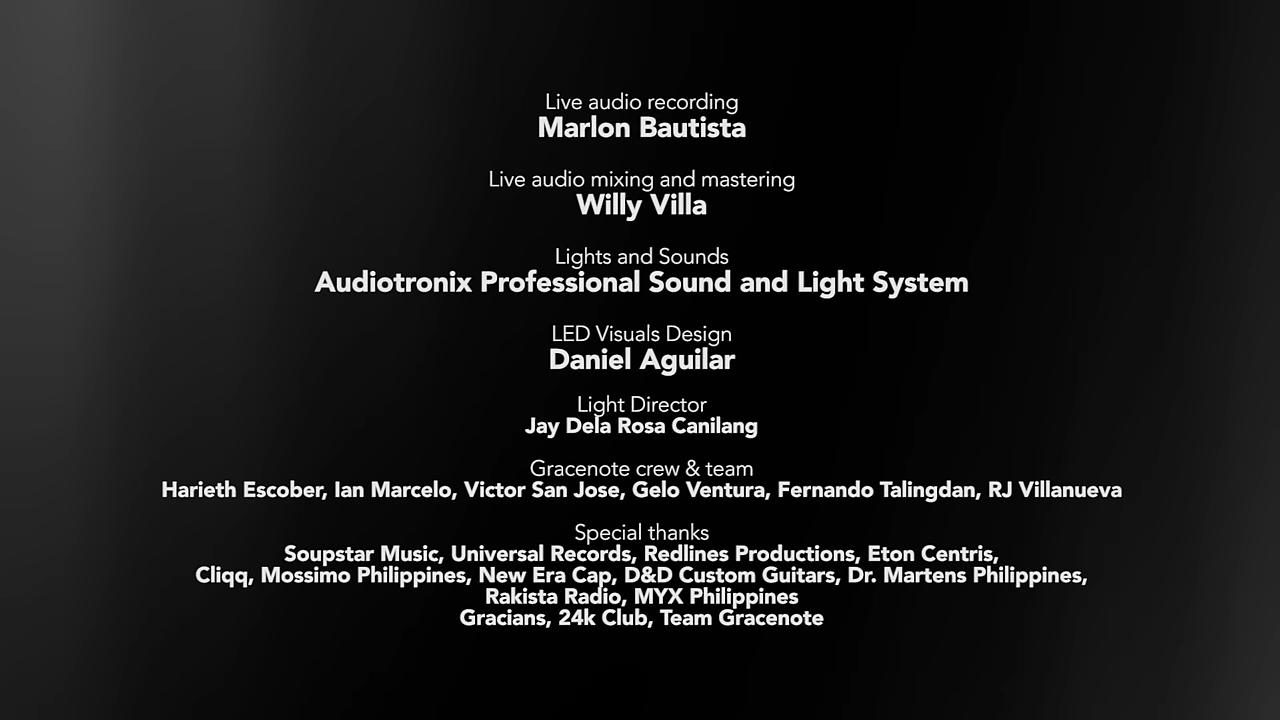 Live audio recording
Marlon Bautista
Live audio mixing and mastering
Willy Villa
Lights and Sounds
Audiotronix Professional Sound and Light System
LED Visuals Design
Daniel Aguilar
Light Director
Jay Dela Rosa Canilang
Gracenote crew & team
Harieth Escober, Ian Marcelo, Victor San Jose, Gelo Ventura, Fernando Talingdan, RJ Villanueva
Special thanks
Soupstar Music, Universal Records, Redlines Productions, Eton Centris,
Cliqq, Mossimo Philippines, New Era Cap, D&D Custom Guitars, Dr. Martens Philippines,
Rakista Radio, MYX Philippines
Gracians, 24k Club, Team Gracenote